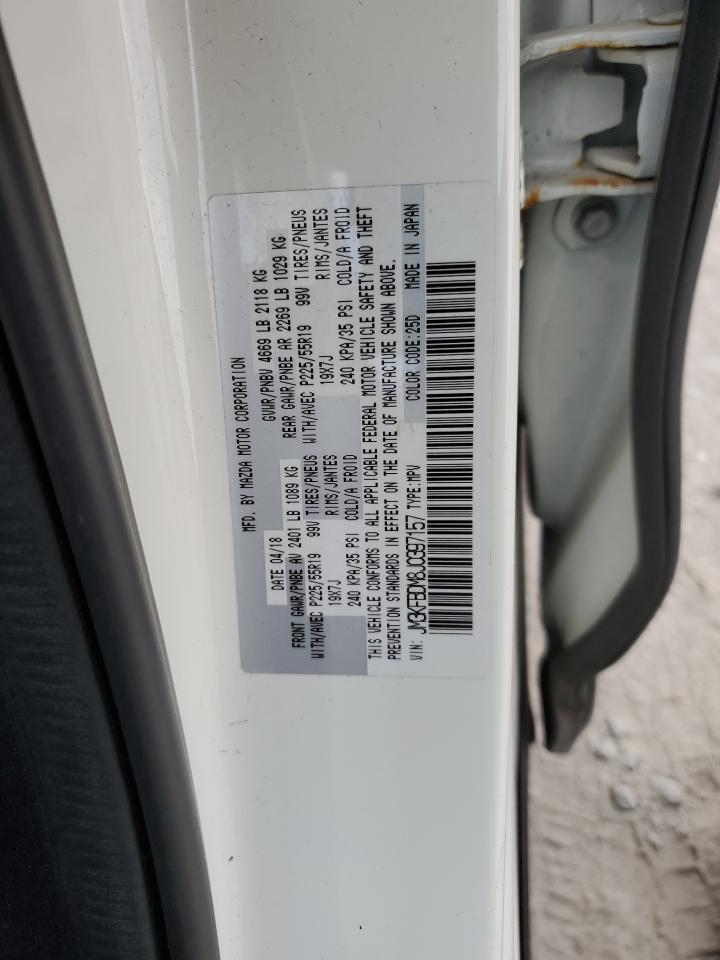 MFD. BY MAZDA MOTOR CORPORATION
DATE 04/18 GVWR/PNBV 4669 LB 2118 KG
FRONT GAWR/PNBE AV 2401 LB 1089 KG REAR GAWR/PNBE AR 2269 LB 1029 KG
WITH/AVEC P225/55R19 99V TIRES/PNEUS WITH/AVEC P225/55R19 99V TIRES/PNEUS
19X7J RIMS/JANTES 19X7J RIMS/JANTES
240 KPA/35 PSI COLD/A FROID 240 KPA/35 PSI COLD/A FROID
THIS VEHICLE CONFORMS TO ALL APPLICABLE FEDERAL MOTOR VEHICLE SAFETY AND THEFT
PREVENTION STANDARDS IN EFFECT ON THE DATE OF MANUFACTURE SHOWN ABOVE.
VIN: JM3KFBDM8J0397157 TYPE:MPV COLOR CODE:25D MADE IN JAPAN